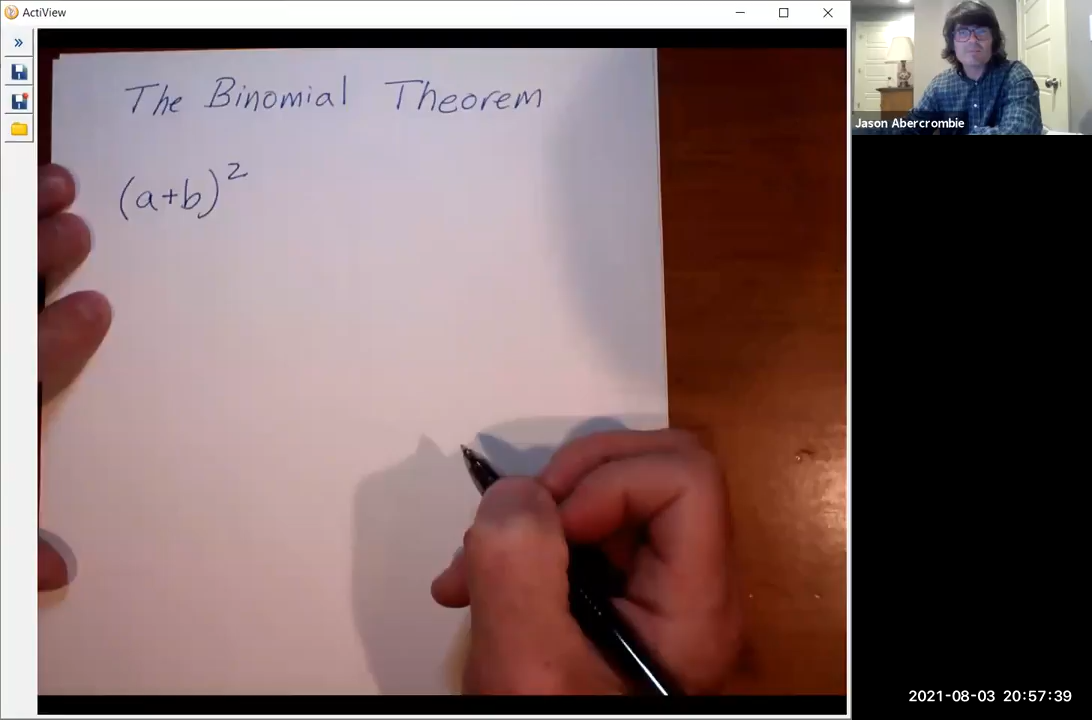 ActiView
The Binomial Theorem
(a+b)²
Jason Abercrombie
2021-08-03 20:57:39